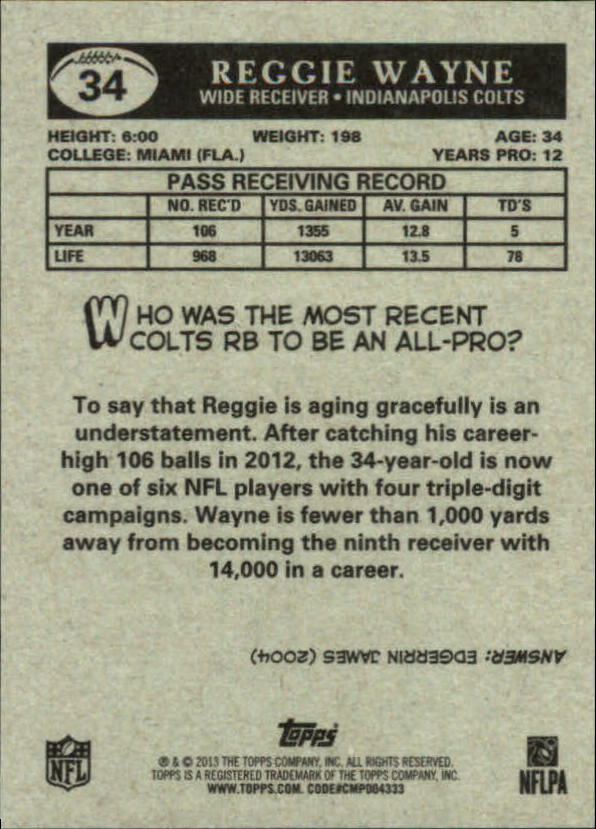 34
REGGIE WAYNE
WIDE RECEIVER • INDIANAPOLIS COLTS
HEIGHT: 6:00 WEIGHT: 198 AGE: 34
COLLEGE: MIAMI (FLA.) YEARS PRO: 12
PASS RECEIVING RECORD
NO. REC'D YDS. GAINED AV. GAIN TD'S
YEAR 106 1355 12.8 5
LIFE 968 13063 13.5 78
WHO WAS THE MOST RECENT
COLTS RB TO BE AN ALL-PRO?
To say that Reggie is aging gracefully is an
understatement. After catching his career-
high 106 balls in 2012, the 34-year-old is now
one of six NFL players with four triple-digit
campaigns. Wayne is fewer than 1,000 yards
away from becoming the ninth receiver with
14,000 in a career.
ANSWER: EDGERRIN JAMES (2004)
Topps
® & © 2013 THE TOPPS COMPANY, INC. ALL RIGHTS RESERVED.
TOPPS IS A REGISTERED TRADEMARK OF THE TOPPS COMPANY, INC.
WWW.TOPPS.COM. CODE#CMP004333
NFL
NFLPA